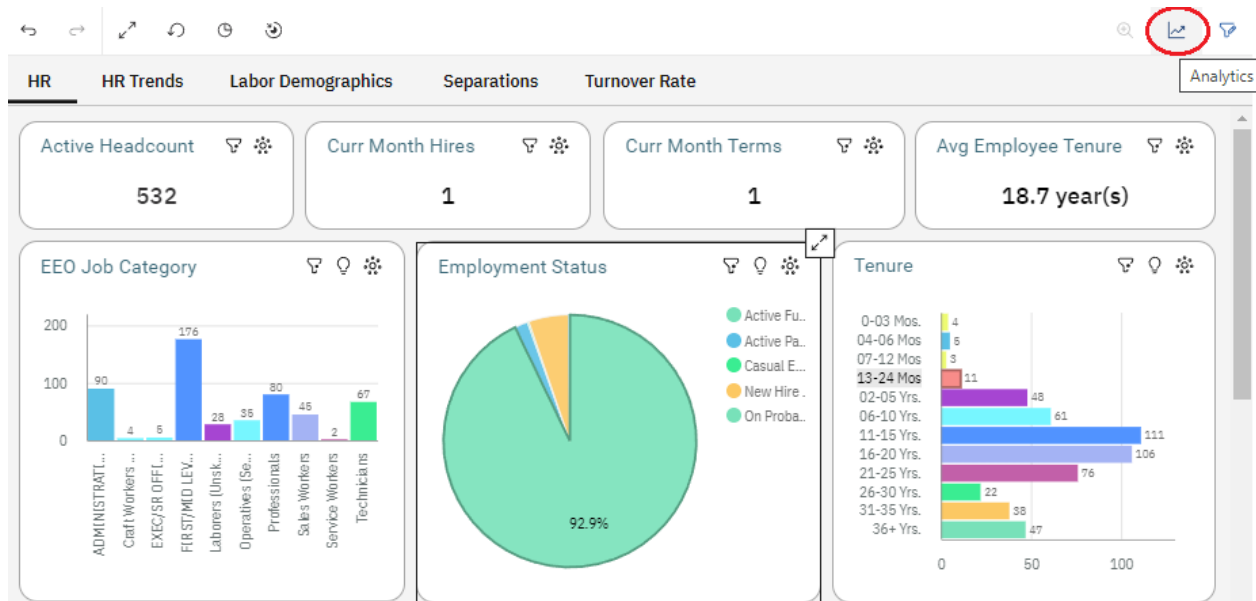 HR HR Trends Labor Demographics Separations Turnover Rate
Analytics
Active Headcount
532
Curr Month Hires
1
Curr Month Terms
1
Avg Employee Tenure
18.7 year(s)
EEO Job Category
200
100
0
90
4
5
176
28
35
80
45
2
67
ADMINISTRATI...
Craft Workers ...
EXEC/SR OFFI...
FIRST/MID LEV...
Laborers (Unsk...
Operatives (Se...
Professionals
Sales Workers
Service Workers
Technicians
Employment Status
Active Fu..
Active Pa..
Casual E...
New Hire .
On Proba..
92.9%
Tenure
0-03 Mos. 4
04-06 Mos 5
07-12 Mos 3
13-24 Mos 11
02-05 Yrs. 48
06-10 Yrs. 61
11-15 Yrs. 111
16-20 Yrs. 106
21-25 Yrs. 76
26-30 Yrs. 22
31-35 Yrs. 38
36+ Yrs. 47
0 50 100